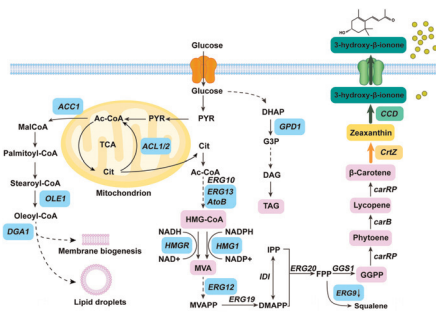 3-hydroxy-β-ionone
Glucose
3-hydroxy-β-ionone
Glucose
ACC1
DHAP
CCD
MalCoA
Ac-CoA
PYR
PYR
GPD1
Zeaxanthin
G3P
Palmitoyl-CoA
TCA
ACL1/2
Cit
CrtZ
Stearoyl-CoA
Cit
Ac-CoA
DAG
β-Carotene
Mitochondrion
ERG10
carRP
OLE1
ERG13
AtoB
TAG
Lycopene
Oleoyl-CoA
HMG-CoA
carB
DGA1
NADH
NADPH
Phytoene
Membrane biogenesis
HMGR
HMG1
IPP
carRP
NAD+
NADP+
MVA
IDI
ERG20
FPP
GGS1
GGPP
ERG12
Lipid droplets
ERG19
ERG9↓
MVAPP
DMAPP
Squalene